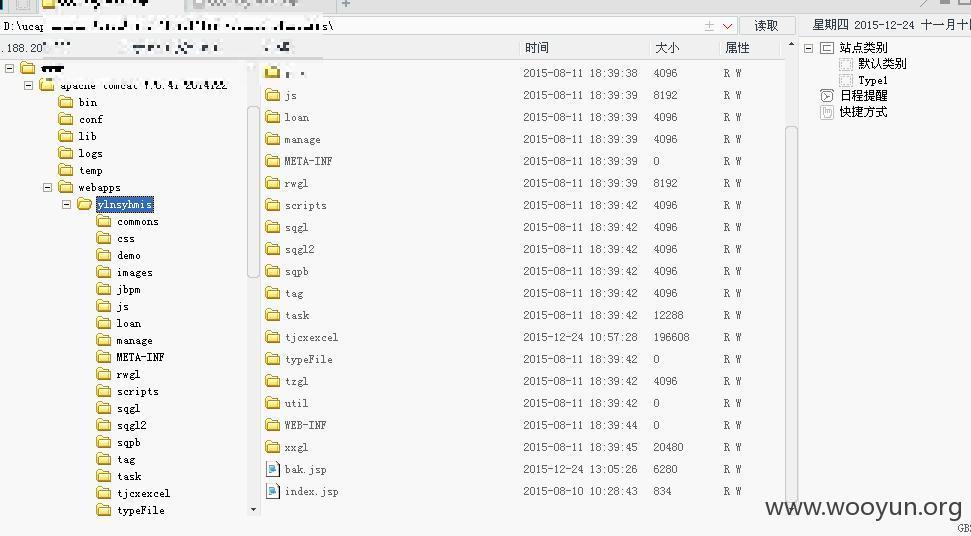 D:\ucap
s\
读取
星期四 2015-12-24 十一月十
.188.20
时间 大小 属性
站点类别
默认类别
Type1
日程提醒
快捷方式
bin
conf
lib
logs
temp
webapps
ylnsyhmis
commons
css
demo
images
jbpm
js
loan
manage
META-INF
rwgl
scripts
sqgl
sqgl2
sqpb
tag
task
tjcxexcel
typeFile
2015-08-11 18:39:38 4096 R W
js 2015-08-11 18:39:39 8192 R W
loan 2015-08-11 18:39:39 4096 R W
manage 2015-08-11 18:39:39 4096 R W
META-INF 2015-08-11 18:39:39 0 R W
rwgl 2015-08-11 18:39:39 8192 R W
scripts 2015-08-11 18:39:42 4096 R W
sqgl 2015-08-11 18:39:42 4096 R W
sqgl2 2015-08-11 18:39:42 4096 R W
sqpb 2015-08-11 18:39:42 4096 R W
tag 2015-08-11 18:39:42 4096 R W
task 2015-08-11 18:39:42 12288 R W
tjcxexcel 2015-12-24 10:57:28 196608 R W
typeFile 2015-08-11 18:39:42 0 R W
tzgl 2015-08-11 18:39:42 4096 R W
util 2015-08-11 18:39:42 0 R W
WEB-INF 2015-08-11 18:39:44 0 R W
xxgl 2015-08-11 18:39:45 20480 R W
bak.jsp 2015-12-24 13:05:26 6280 R W
index.jsp 2015-08-10 10:28:43 834 R W
www.wooyun.org